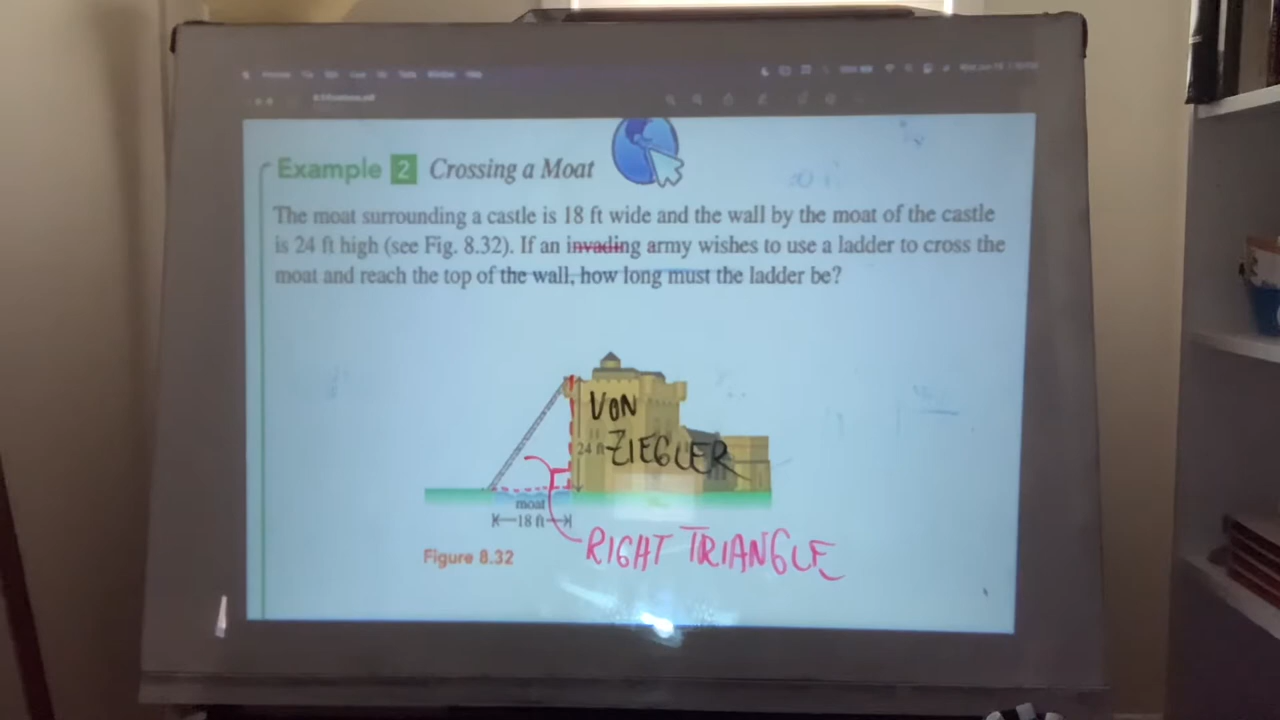 Example 2 Crossing a Moat
The moat surrounding a castle is 18 ft wide and the wall by the moat of the castle
is 24 ft high (see Fig. 8.32). If an invading army wishes to use a ladder to cross the
moat and reach the top of the wall, how long must the ladder be?
VON
24 ft
ZIEGLER
moat
18 ft
RIGHT TRIANGLE
Figure 8.32